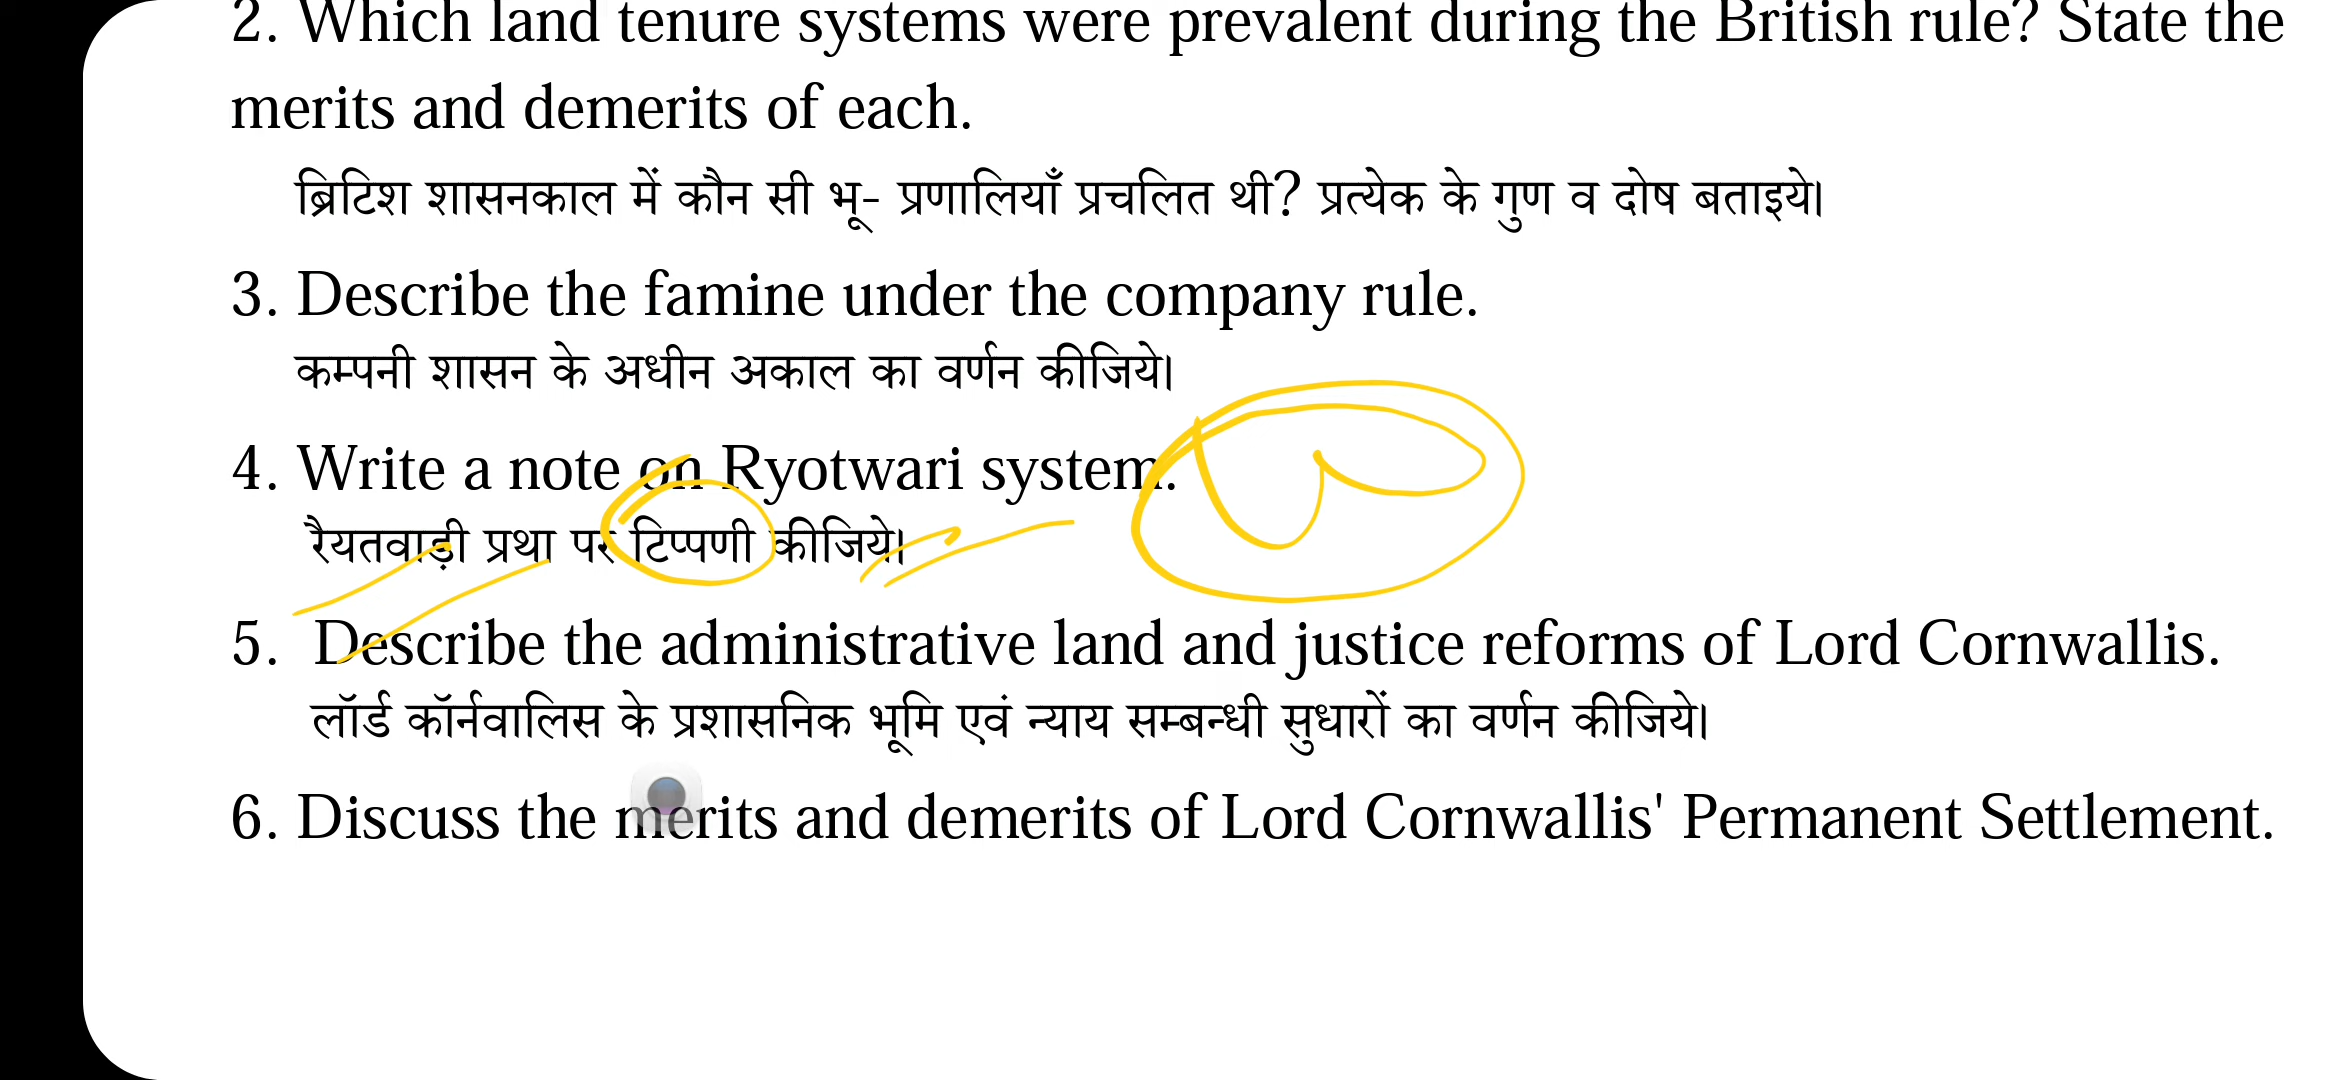 2. Which land tenure systems were prevalent during the British rule? State the
merits and demerits of each.
ब्रिटिश शासनकाल में कौन सी भू- प्रणालियाँ प्रचलित थी? प्रत्येक के गुण व दोष बताइये।
3. Describe the famine under the company rule.
कम्पनी शासन के अधीन अकाल का वर्णन कीजिये।
4. Write a note on Ryotwari system.
रैयतवाड़ी प्रथा पर टिप्पणी कीजिये।
5. Describe the administrative land and justice reforms of Lord Cornwallis.
लॉर्ड कॉर्नवालिस के प्रशासनिक भूमि एवं न्याय सम्बन्धी सुधारों का वर्णन कीजिये।
6. Discuss the merits and demerits of Lord Cornwallis' Permanent Settlement.